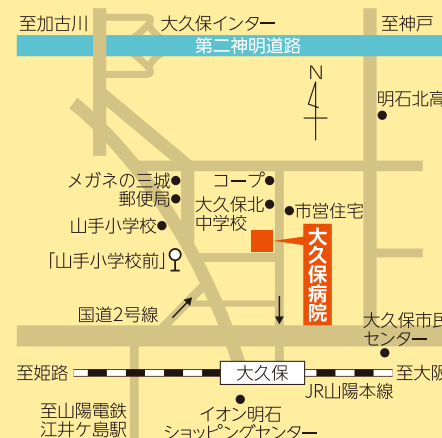 至加古川
大久保インター
至神戸
第二神明道路
N
明石北高
メガネの三城
コープ
郵便局
大久保北
中学校
市営住宅
山手小学校
大久保病院
「山手小学校前」
国道2号線
大久保市民
センター
至姫路
大久保
至大阪
JR山陽本線
至山陽電鉄
江井ケ島駅
イオン明石
ショッピングセンター